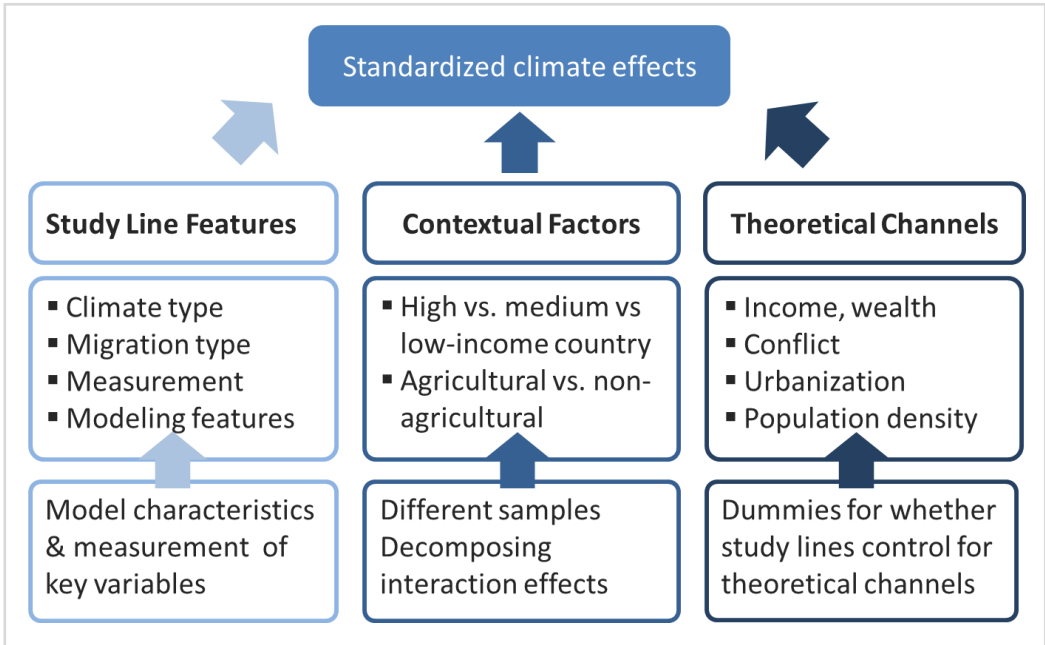 Standardized climate effects
Study Line Features
▪ Climate type
▪ Migration type
▪ Measurement
▪ Modeling features
Model characteristics
& measurement of
key variables
Contextual Factors
▪ High vs. medium vs
low-income country
▪ Agricultural vs. non-
agricultural
Different samples
Decomposing
interaction effects
Theoretical Channels
▪ Income, wealth
▪ Conflict
▪ Urbanization
▪ Population density
Dummies for whether
study lines control for
theoretical channels